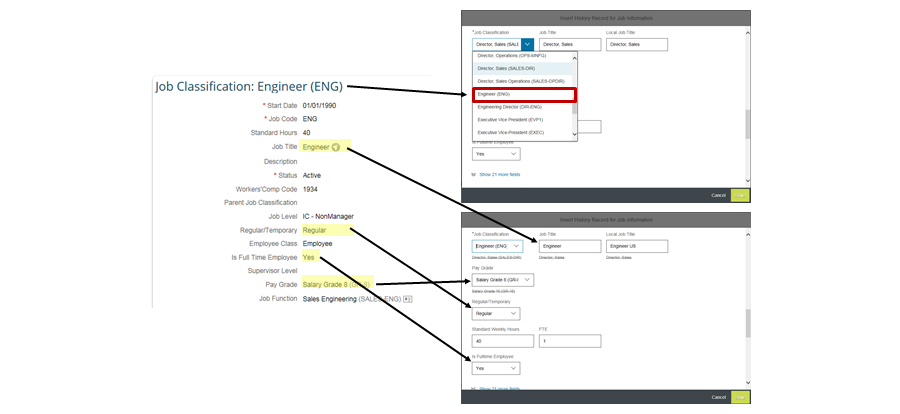 Job Classification: Engineer (ENG)
* Start Date 01/01/1990
* Job Code ENG
Standard Hours 40
Job Title Engineer
Description
* Status Active
Workers'Comp Code 1934
Parent Job Classification
Job Level IC - NonManager
Regular/Temporary Regular
Employee Class Employee
Is Full Time Employee Yes
Supervisor Level
Pay Grade Salary Grade 8 (GR-8)
Job Function Sales Engineering (SALES-ENG)
Insert History Record for Job Information
*Job Classification Job Title Local Job Title
Director, Sales (SALE Director, Sales Director, Sales
Director, Operations (OPS-MNFG)
Director, Sales (SALES-DIR)
Director, Sales Operations (SALES-OPDIR)
Engineer (ENG)
Engineering Director (DIR-ENG)
Executive Vice President (EVP1)
Executive Vice-President (EXEC)
Is Fulltime Employee
Yes
Show 21 more fields
Cancel
Insert History Record for Job Information
*Job Classification Job Title Local Job Title
Engineer (ENG Engineer Engineer US
Director, Sales (SALES-DIR) Director, Sales Director, Sales
Pay Grade
Salary Grade 8 (GR-
Salary Grade 16 (GR-16)
Regular/Temporary
Regular
Standard Weekly Hours FTE
40 1
Is Fulltime Employee
Yes
Show 21 more fields
Cancel